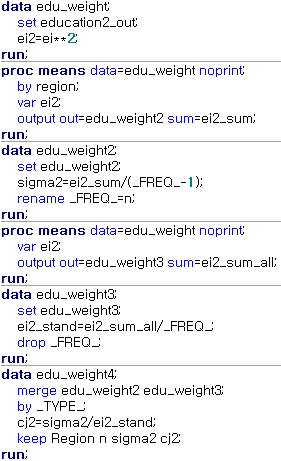 data edu_weight;
set education2_out;
ei2=ei**2;
run;
proc means data=edu_weight noprint;
by region;
var ei2;
output out=edu_weight2 sum=ei2_sum;
run;
data edu_weight2;
set edu_weight2;
sigma2=ei2_sum/(_FREQ_-1);
rename _FREQ_=n;
run;
proc means data=edu_weight noprint;
var ei2;
output out=edu_weight3 sum=ei2_sum_all;
run;
data edu_weight3;
set edu_weight3;
ei2_stand=ei2_sum_all/_FREQ_;
drop _FREQ_;
run;
data edu_weight4;
merge edu_weight2 edu_weight3;
by _TYPE_;
cj2=sigma2/ei2_stand;
keep Region n sigma2 cj2;
run;